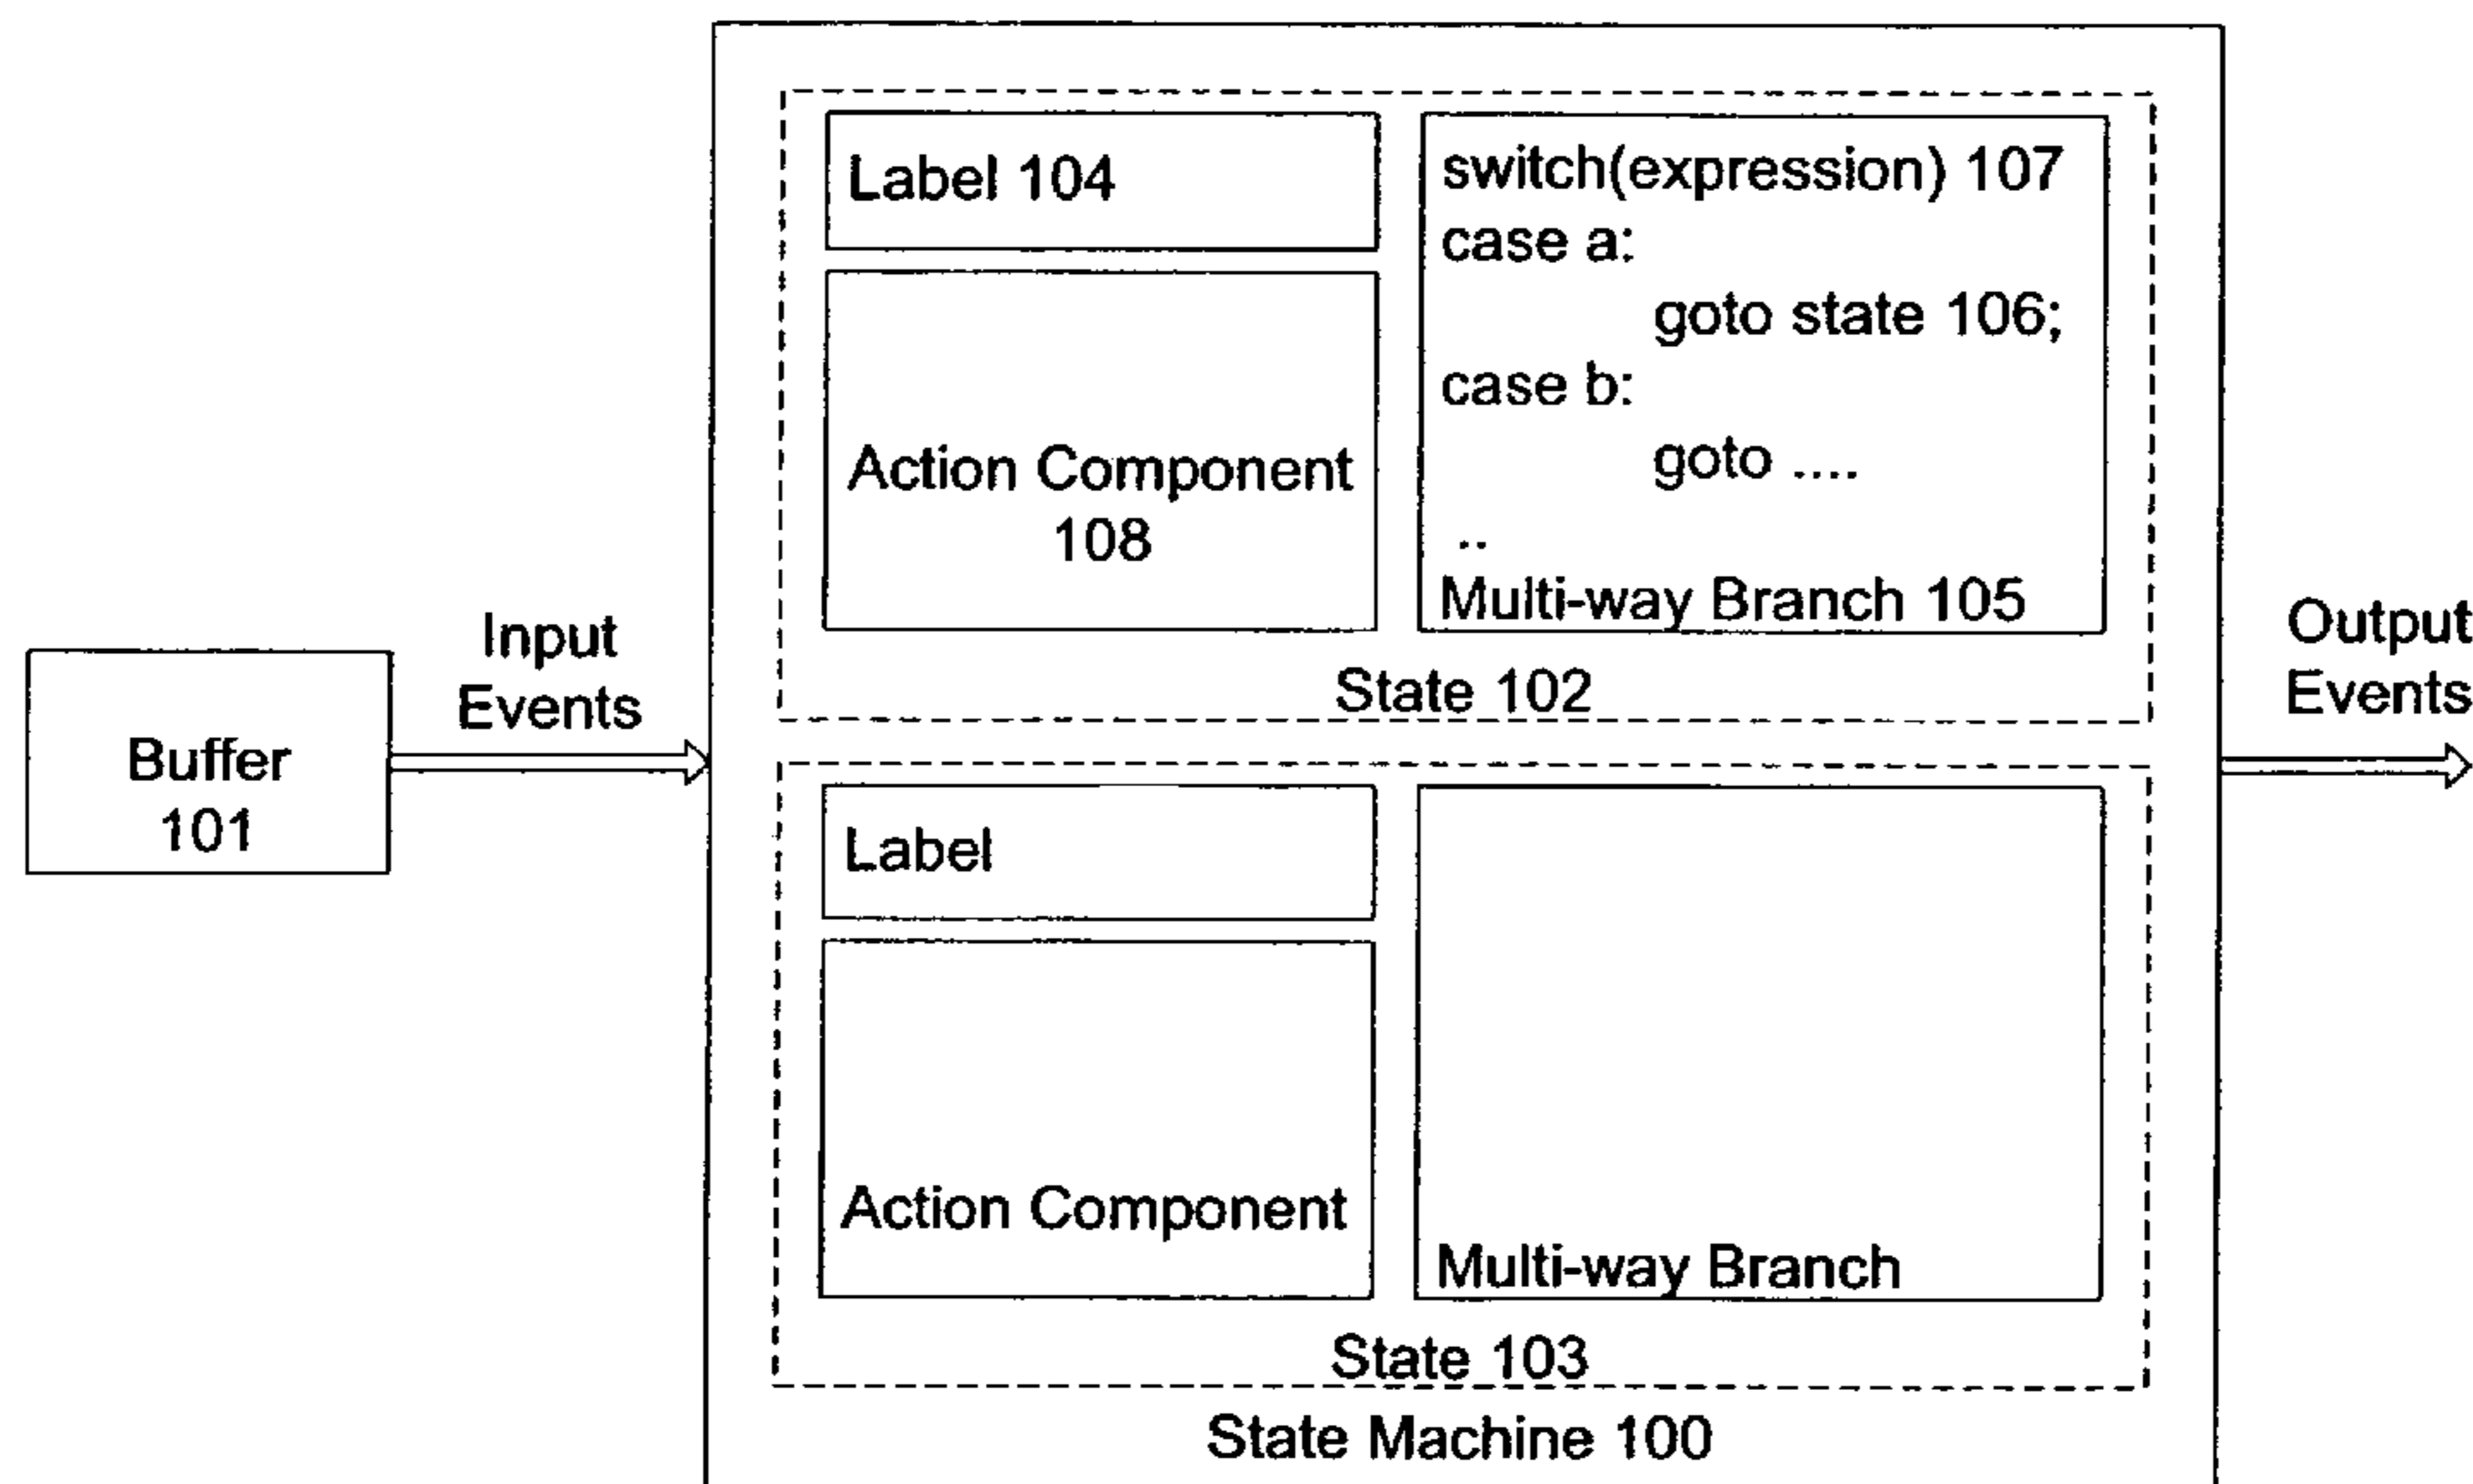 Label 104
Action Component
108
switch(expression) 107
case a:
goto state 106;
case b:
goto ....
..
Multi-way Branch 105
State 102
Input
Events
Buffer
101
Output
Events
Label
Action Component
Multi-way Branch
State 103
State Machine 100